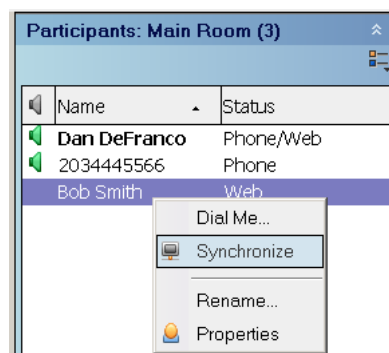 Participants: Main Room (3)
Name Status
Dan DeFranco Phone/Web
2034445566 Phone
Bob Smith Web
Dial Me...
Synchronize
Rename...
Properties